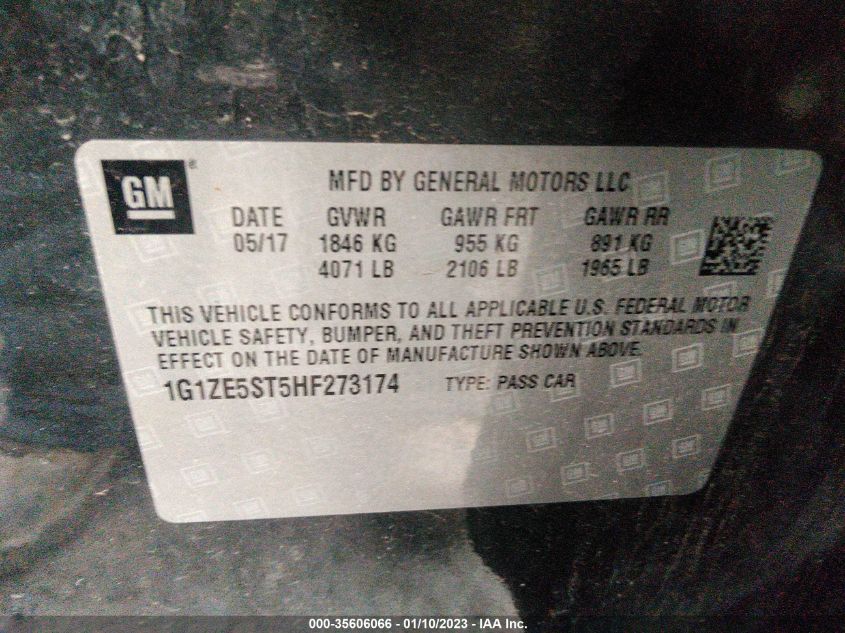 GM ®
MFD BY GENERAL MOTORS LLC
DATE GVWR GAWR FRT GAWR RR
05/17 1846 KG 955 KG 891 KG
4071 LB 2106 LB 1965 LB
THIS VEHICLE CONFORMS TO ALL APPLICABLE U.S. FEDERAL MOTOR
VEHICLE SAFETY, BUMPER, AND THEFT PREVENTION STANDARDS IN
EFFECT ON THE DATE OF MANUFACTURE SHOWN ABOVE.
1G1ZE5ST5HF273174 TYPE: PASS CAR
000-35606066 - 01/10/2023 - © IAA Inc.